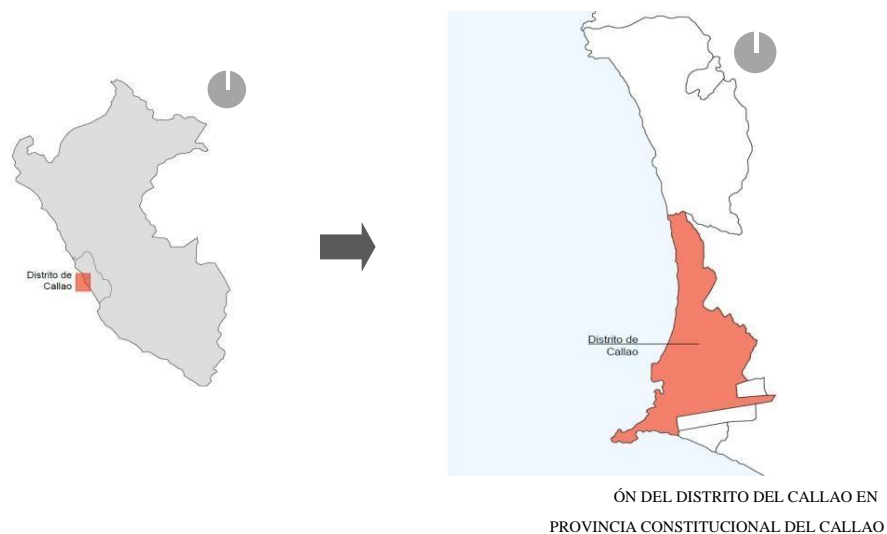 Distrito de
Callao
Distrito de
Callao
ÓN DEL DISTRITO DEL CALLAO EN
PROVINCIA CONSTITUCIONAL DEL CALLAO